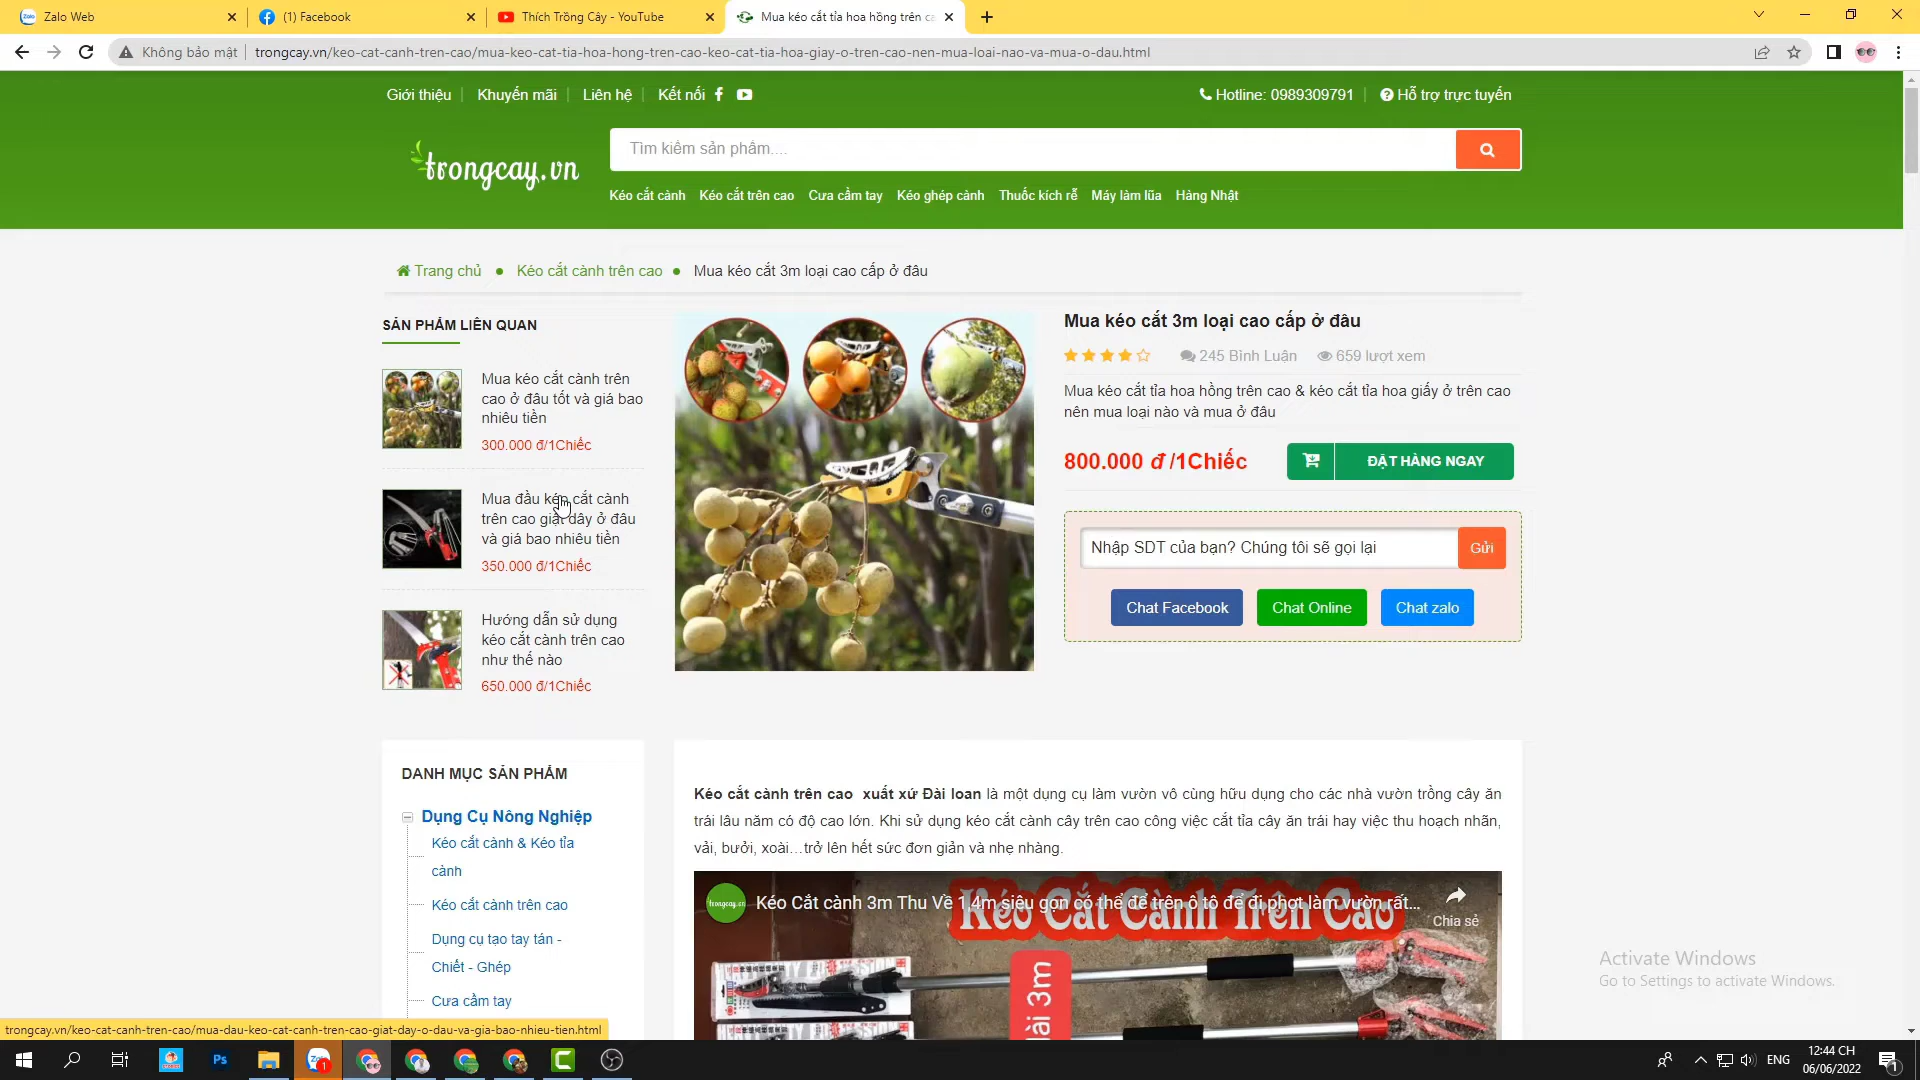 Zalo Web
(1) Facebook
Thích Trồng Cây - YouTube
Mua kéo cắt tỉa hoa hồng trên ca
Không bảo mật
trongcay.vn/keo-cat-canh-tren-cao/mua-keo-cat-tia-hoa-hong-tren-cao-keo-cat-tia-hoa-giay-o-tren-cao-nen-mua-loai-nao-va-mua-o-dau.html
Giới thiệu
Khuyến mãi
Liên hệ
Kết nối
Hotline: 0989309791
Hỗ trợ trực tuyến
trongcay.vn
Tìm kiếm sản phẩm....
Kéo cắt cành Kéo cắt trên cao Cưa cầm tay Kéo ghép cành Thuốc kích rễ Máy làm lũa Hàng Nhật
Trang chủ
Kéo cắt cành trên cao
Mua kéo cắt 3m loại cao cấp ở đâu
SẢN PHẨM LIÊN QUAN
Mua kéo cắt cành trên
cao ở đâu tốt và giá bao
nhiêu tiền
300.000 đ/1Chiếc
Mua đầu kéo cắt cành
trên cao giật dây ở đâu
và giá bao nhiêu tiền
350.000 đ/1Chiếc
Hướng dẫn sử dụng
kéo cắt cành trên cao
như thế nào
650.000 đ/1Chiếc
Mua kéo cắt 3m loại cao cấp ở đâu
245 Bình Luận
659 lượt xem
Mua kéo cắt tỉa hoa hồng trên cao & kéo cắt tỉa hoa giấy ở trên cao
nên mua loại nào và mua ở đâu
800.000 đ /1Chiếc
ĐẶT HÀNG NGAY
Nhập SDT của bạn? Chúng tôi sẽ gọi lại
Gửi
Chat Facebook
Chat Online
Chat zalo
DANH MỤC SẢN PHẨM
Dụng Cụ Nông Nghiệp
Kéo cắt cành & Kéo tỉa
cành
Kéo cắt cành trên cao
Dụng cụ tạo tay tán -
Chiết - Ghép
Cưa cầm tay
Kéo cắt cành trên cao xuất xứ Đài loan là một dụng cụ làm vườn vô cùng hữu dụng cho các nhà vườn trồng cây ăn
trái lâu năm có độ cao lớn. Khi sử dụng kéo cắt cành cây trên cao công việc cắt tỉa cây ăn trái hay việc thu hoạch nhãn,
vải, bưởi, xoài…trở lên hết sức đơn giản và nhẹ nhàng.
trongcay.vn
Kéo Cắt cành 3m Thu Về 1,4m siêu gọn có thể để trên ô tô để đi phượt làm vườn rất...
Chia sẻ
Kéo Cắt Cành Trên Cao
dài 3m
Activate Windows
Go to Settings to activate Windows.
trongcay.vn/keo-cat-canh-tren-cao/mua-dau-keo-cat-canh-tren-cao-giat-day-o-dau-va-gia-bao-nhieu-tien.html
Ps
Zalo
1
ENG
12:44 CH
06/06/2022
1